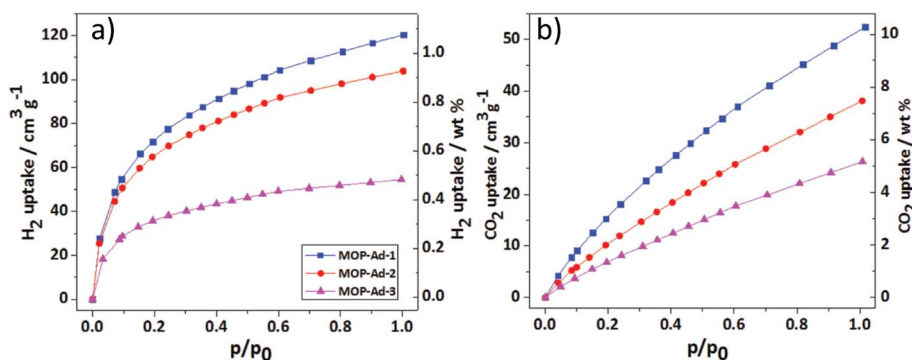 a)
H2 uptake / cm3g-1
120
100
80
60
40
20
0
0.0 0.2 0.4 0.6 0.8 1.0
p/p0
1.0
0.8
0.6
0.4
0.2
0.0
H2 uptake / wt %
MOP-Ad-1
MOP-Ad-2
MOP-Ad-3
b)
CO2 uptake / cm3g-1
50
40
30
20
10
0
0.0 0.2 0.4 0.6 0.8 1.0
p/p0
10
8
6
4
2
0
CO2 uptake / wt %